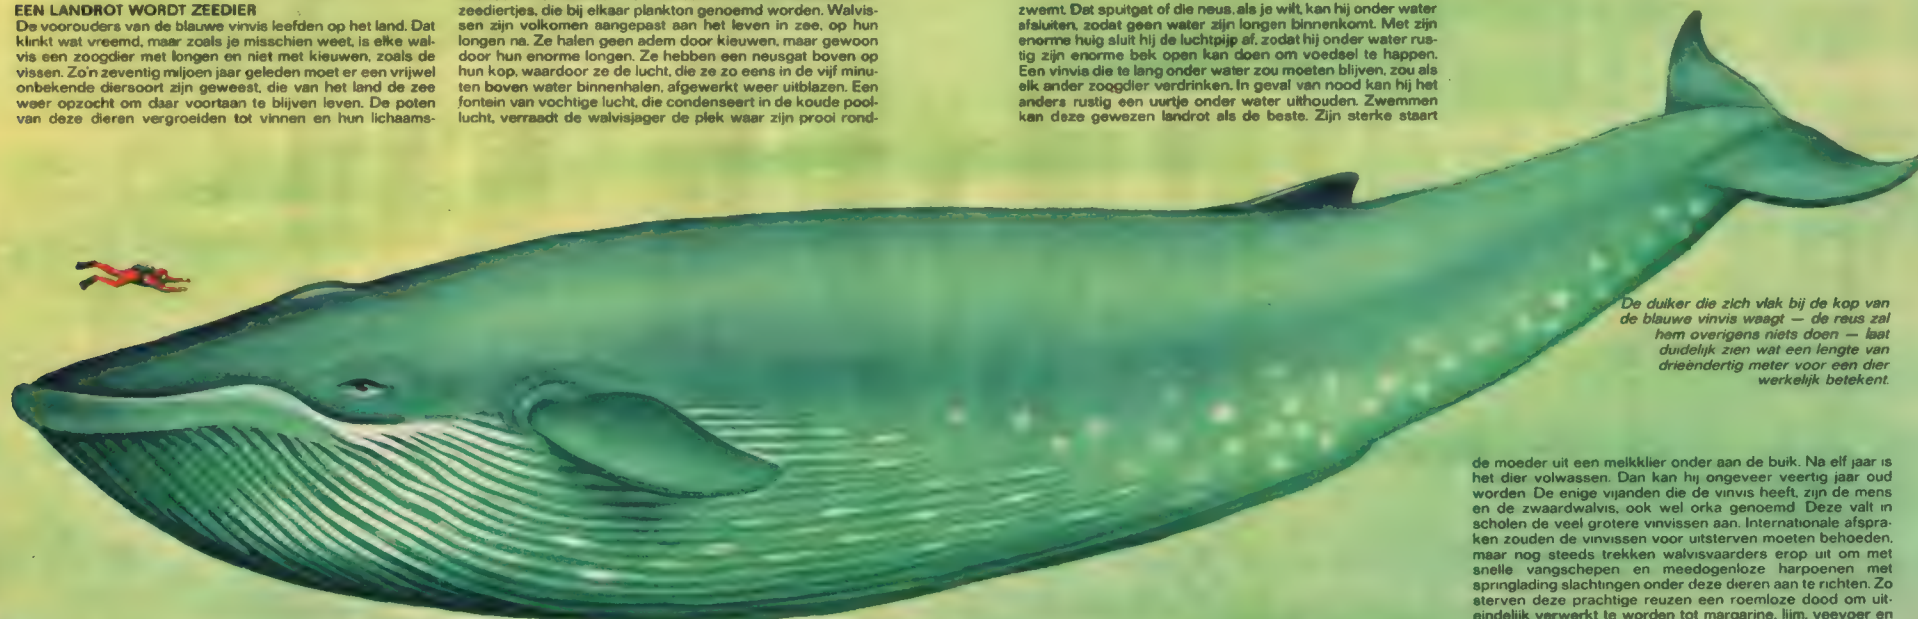 EEN LANDROT WORDT ZEEDIER
De voorouders van de blauwe vinvis leefden op het land. Dat
klinkt wat vreemd, maar zoals je misschien weet, is elke wal-
vis een zoogdier met longen en niet met kieuwen, zoals de
vissen. Zo'n zeventig miljoen jaar geleden moet er een vrijwel
onbekende diersoort zijn geweest, die van het land de zee
weer opzocht om daar voortaan te blijven leven. De poten
van deze dieren vergroeiden tot vinnen en hun lichaams-
zeediertjes, die bij elkaar plankton genoemd worden. Walvis-
sen zijn volkomen aangepast aan het leven in zee, op hun
longen na. Ze halen geen adem door kieuwen, maar gewoon
door hun enorme longen. Ze hebben een neusgat boven op
hun kop, waardoor ze de lucht, die ze zo eens in de vijf minu-
ten boven water binnenhalen, afgewerkt weer uitblazen. Een
fontein van vochtige lucht, die condenseert in de koude pool-
lucht, verraadt de walvisjager de plek waar zijn prooi rond-
zwemt. Dat spuitgat of die neus, als je wilt, kan hij onder water
afsluiten, zodat geen water zijn longen binnenkomt. Met zijn
enorme huig sluit hij de luchtpijp af, zodat hij onder water rus-
tig zijn enorme bek open kan doen om voedsel te happen.
Een vinvis die te lang onder water zou moeten blijven, zou als
elk ander zoogdier verdrinken. In geval van nood kan hij het
anders rustig een uurtje onder water uithouden. Zwemmen
kan deze gewezen landrot als de beste. Zijn sterke staart
De duiker die zich vlak bij de kop van
de blauwe vinvis waagt — de reus zal
hem overigens niets doen — laat
duidelijk zien wat een lengte van
drieëndertig meter voor een dier
werkelijk betekent.
de moeder uit een melkklier onder aan de buik. Na elf jaar is
het dier volwassen. Dan kan hij ongeveer veertig jaar oud
worden. De enige vijanden die de vinvis heeft, zijn de mens
en de zwaardwalvis, ook wel orka genoemd. Deze valt in
scholen de veel grotere vinvissen aan. Internationale afspra-
ken zouden de vinvissen voor uitsterven moeten behoeden,
maar nog steeds trekken walvisvaarders erop uit om met
snelle vangschepen en meedogenloze harpoenen met
springlading slachtingen onder deze dieren aan te richten. Zo
sterven deze prachtige reuzen een roemloze dood om uit-
eindelijk verwerkt te worden tot margarine, lijm, veevoer en